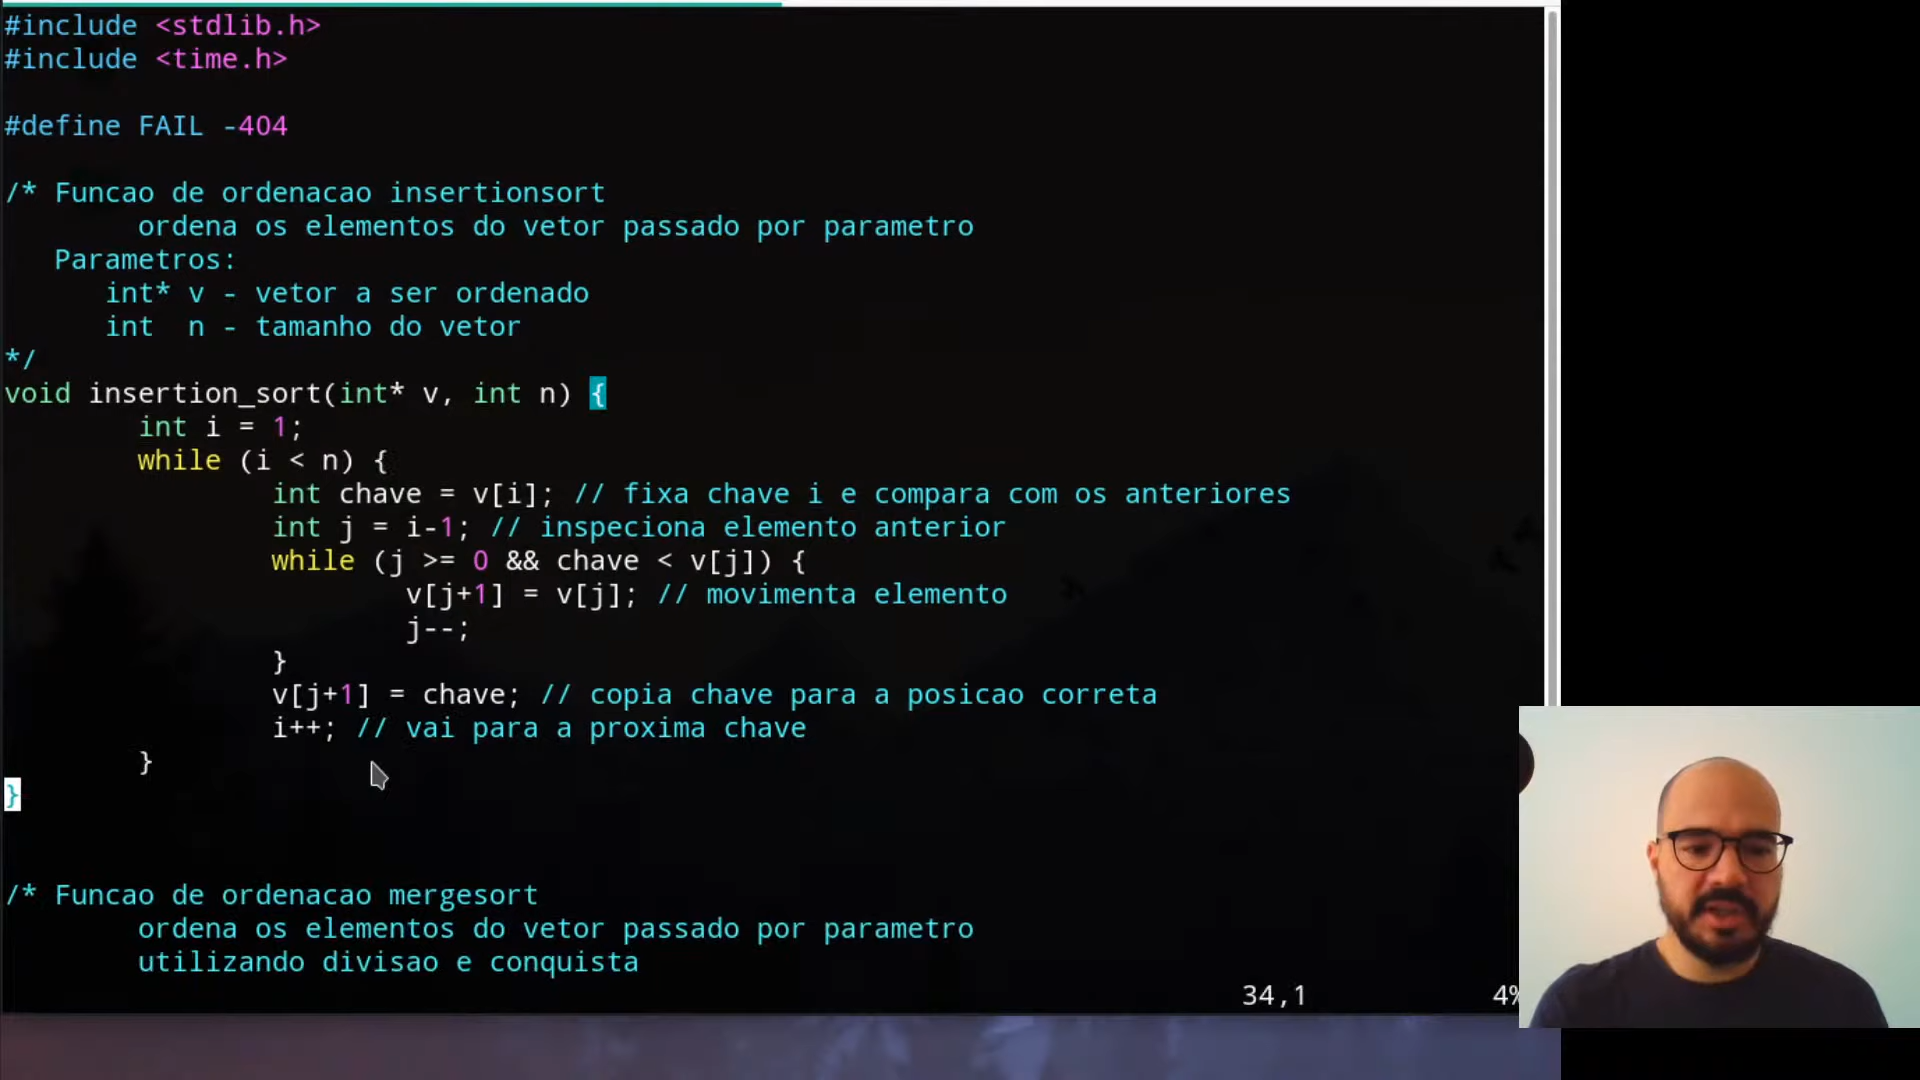 #include <stdlib.h>
#include <time.h>
#define FAIL -404
/* Funcao de ordenacao insertionsort
ordena os elementos do vetor passado por parametro
Parametros:
int* v - vetor a ser ordenado
int  n - tamanho do vetor
*/
void insertion_sort(int* v, int n) {
int i = 1;
while (i < n) {
int chave = v[i]; // fixa chave i e compara com os anteriores
int j = i-1; // inspeciona elemento anterior
while (j >= 0 && chave < v[j]) {
v[j+1] = v[j]; // movimenta elemento
j--;
}
v[j+1] = chave; // copia chave para a posicao correta
i++; // vai para a proxima chave
}
}
/* Funcao de ordenacao mergesort
ordena os elementos do vetor passado por parametro
utilizando divisao e conquista
34,1 4%